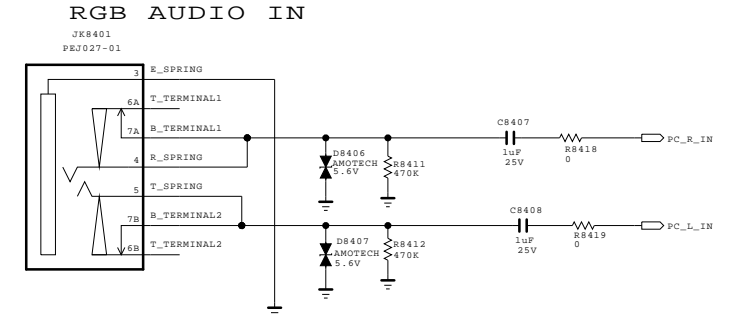 RGB AUDIO IN
JK8401
PEJ027-01
3 E_SPRING
6A T_TERMINAL1
7A B_TERMINAL1
4 R_SPRING
5 T_SPRING
7B B_TERMINAL2
6B T_TERMINAL2
D8406
AMOTECH
5.6V
R8411
470K
C8407
1uF
25V
R8418
0
PC_R_IN
D8407
AMOTECH
5.6V
R8412
470K
C8408
1uF
25V
R8419
0
PC_L_IN